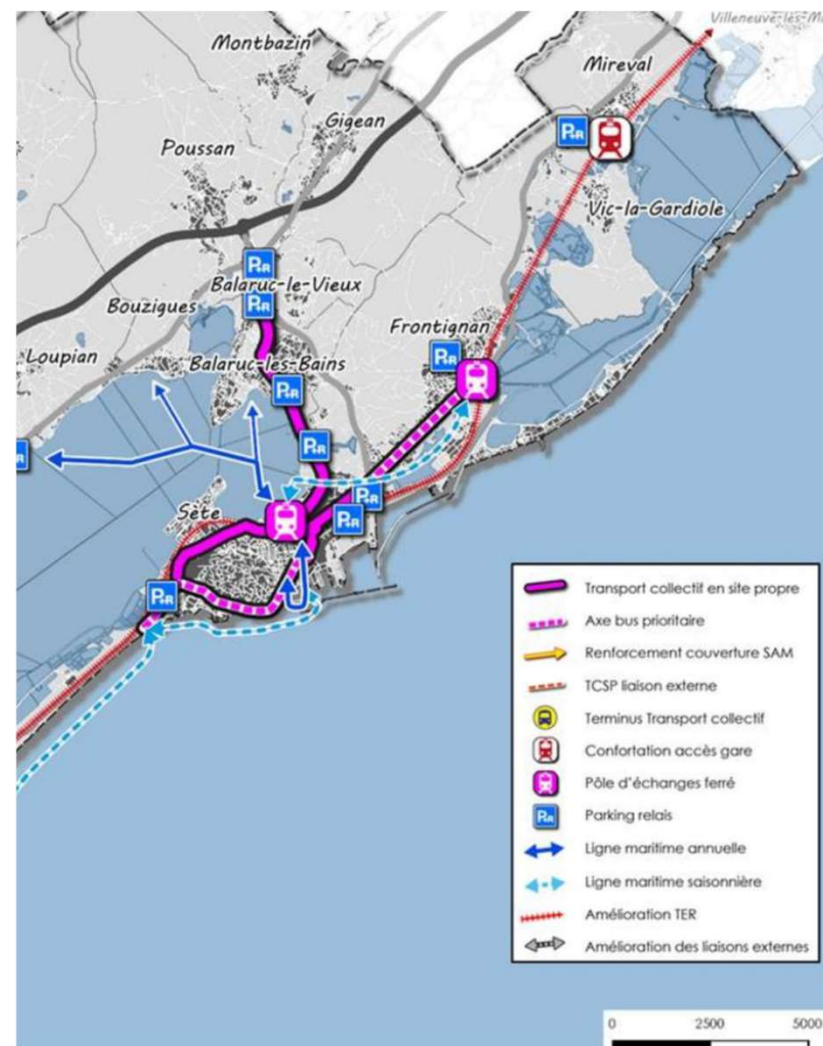 Villeneuve-lès-M
Montbazin
Mireval
Gigean
Poussan
P+R
Vic-la-Gardiole
P+R
Balaruc-le-Vieux
P+R
Bouzigues
Frontignan
Loupian
P+R
Balaruc-les-Bains
P+R
P+R
P+R
Sète
P+R
P+R
P+R
Transport collectif en site propre
Axe bus prioritaire
Renforcement couverture SAM
TCSP liaison externe
Terminus Transport collectif
Confortation accès gare
Pôle d'échanges ferré
P+R Parking relais
Ligne maritime annuelle
Ligne maritime saisonnière
Amélioration TER
Amélioration des liaisons externes
0 2500 5000